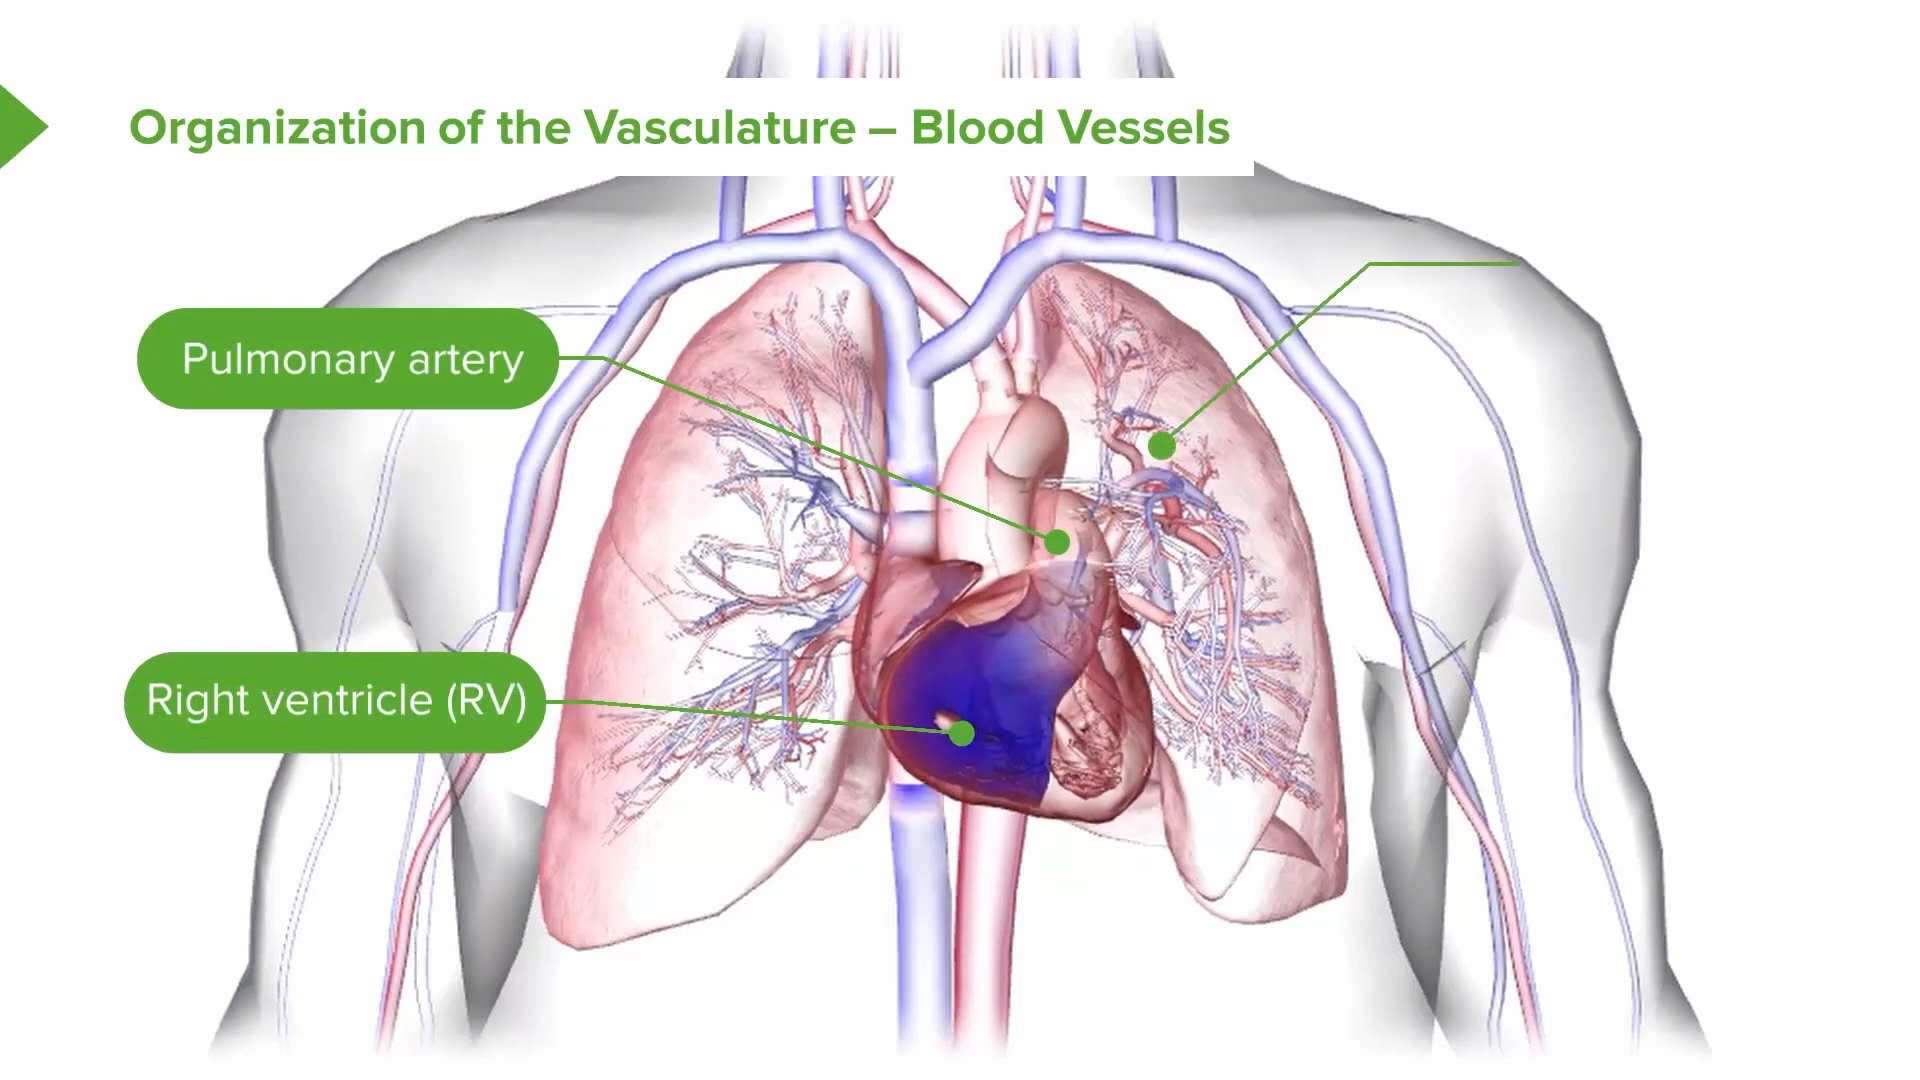 Organization of the Vasculature – Blood Vessels
Pulmonary artery
Right ventricle (RV)